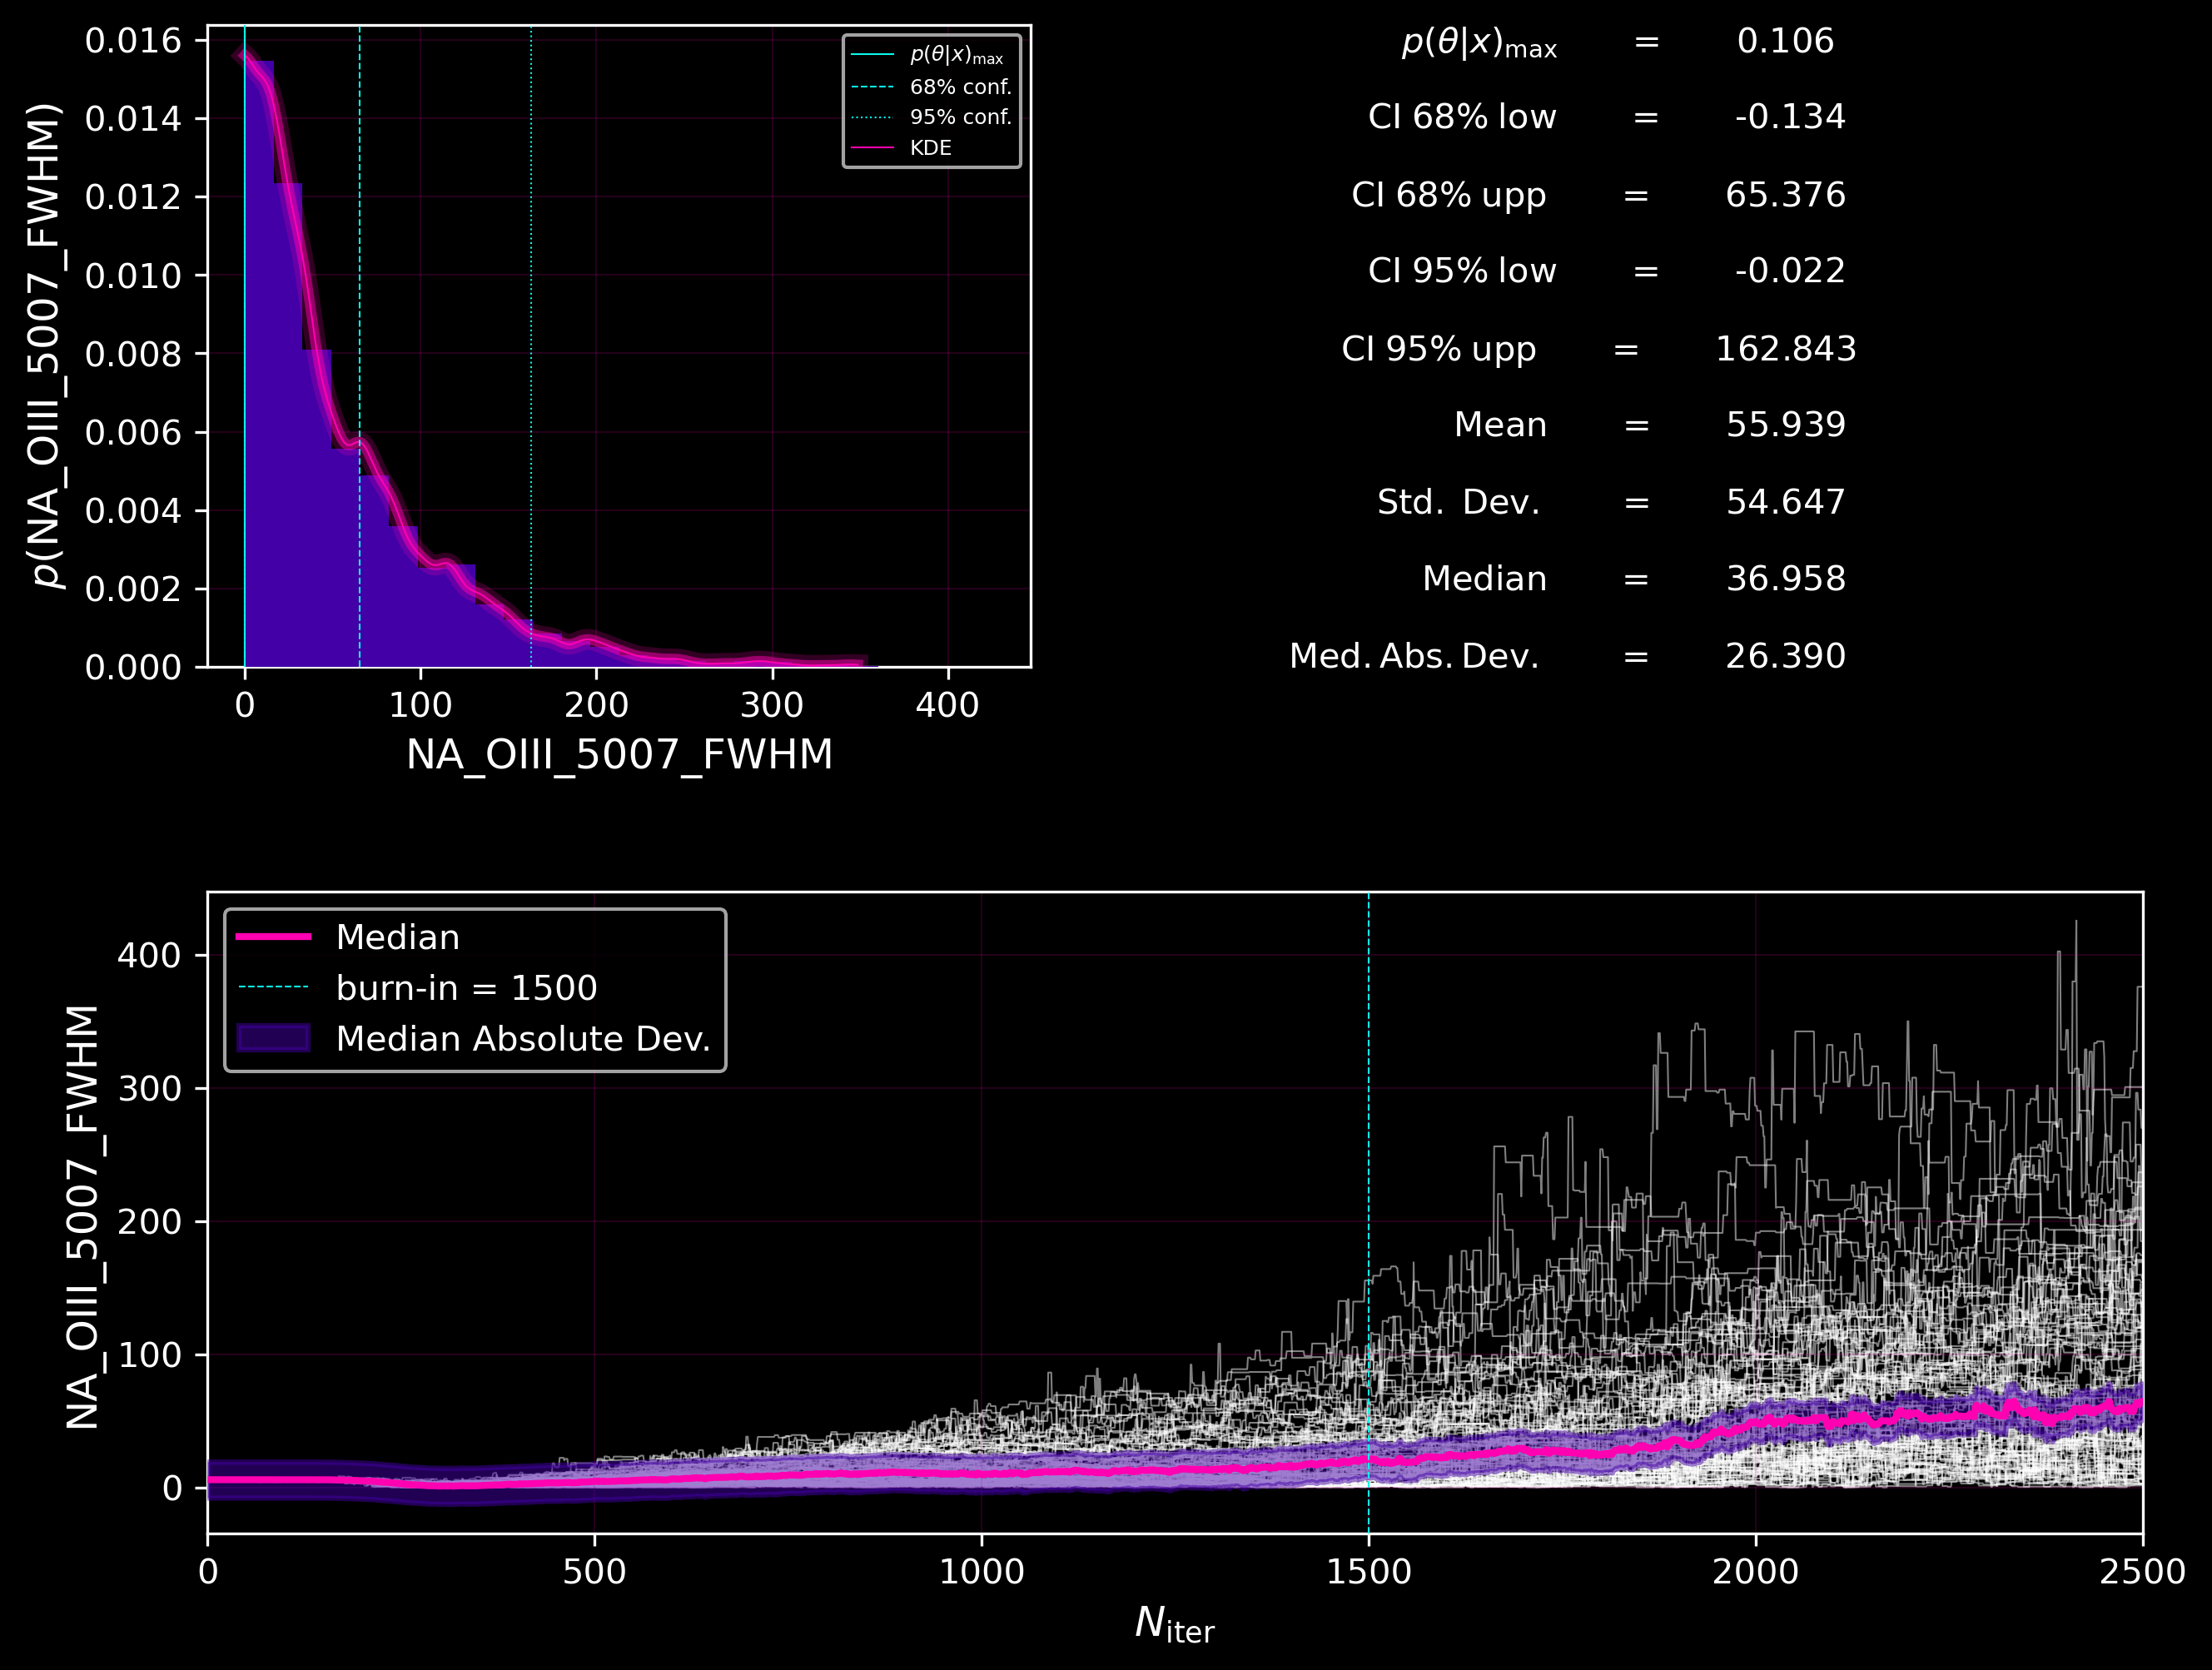 0.016
0.014
0.012
0.010
0.008
0.006
0.004
0.002
0.000
p(NA_OIII_5007_FWHM)
0 100 200 300 400
NA_OIII_5007_FWHM
p(θ|x)max
68% conf.
95% conf.
KDE
p(θ|x)max = 0.106
CI 68% low = -0.134
CI 68% upp = 65.376
CI 95% low = -0.022
CI 95% upp = 162.843
Mean = 55.939
Std. Dev. = 54.647
Median = 36.958
Med. Abs. Dev. = 26.390
400
300
200
100
0
NA_OIII_5007_FWHM
Median
burn-in = 1500
Median Absolute Dev.
0 500 1000 1500 2000 2500
Niter